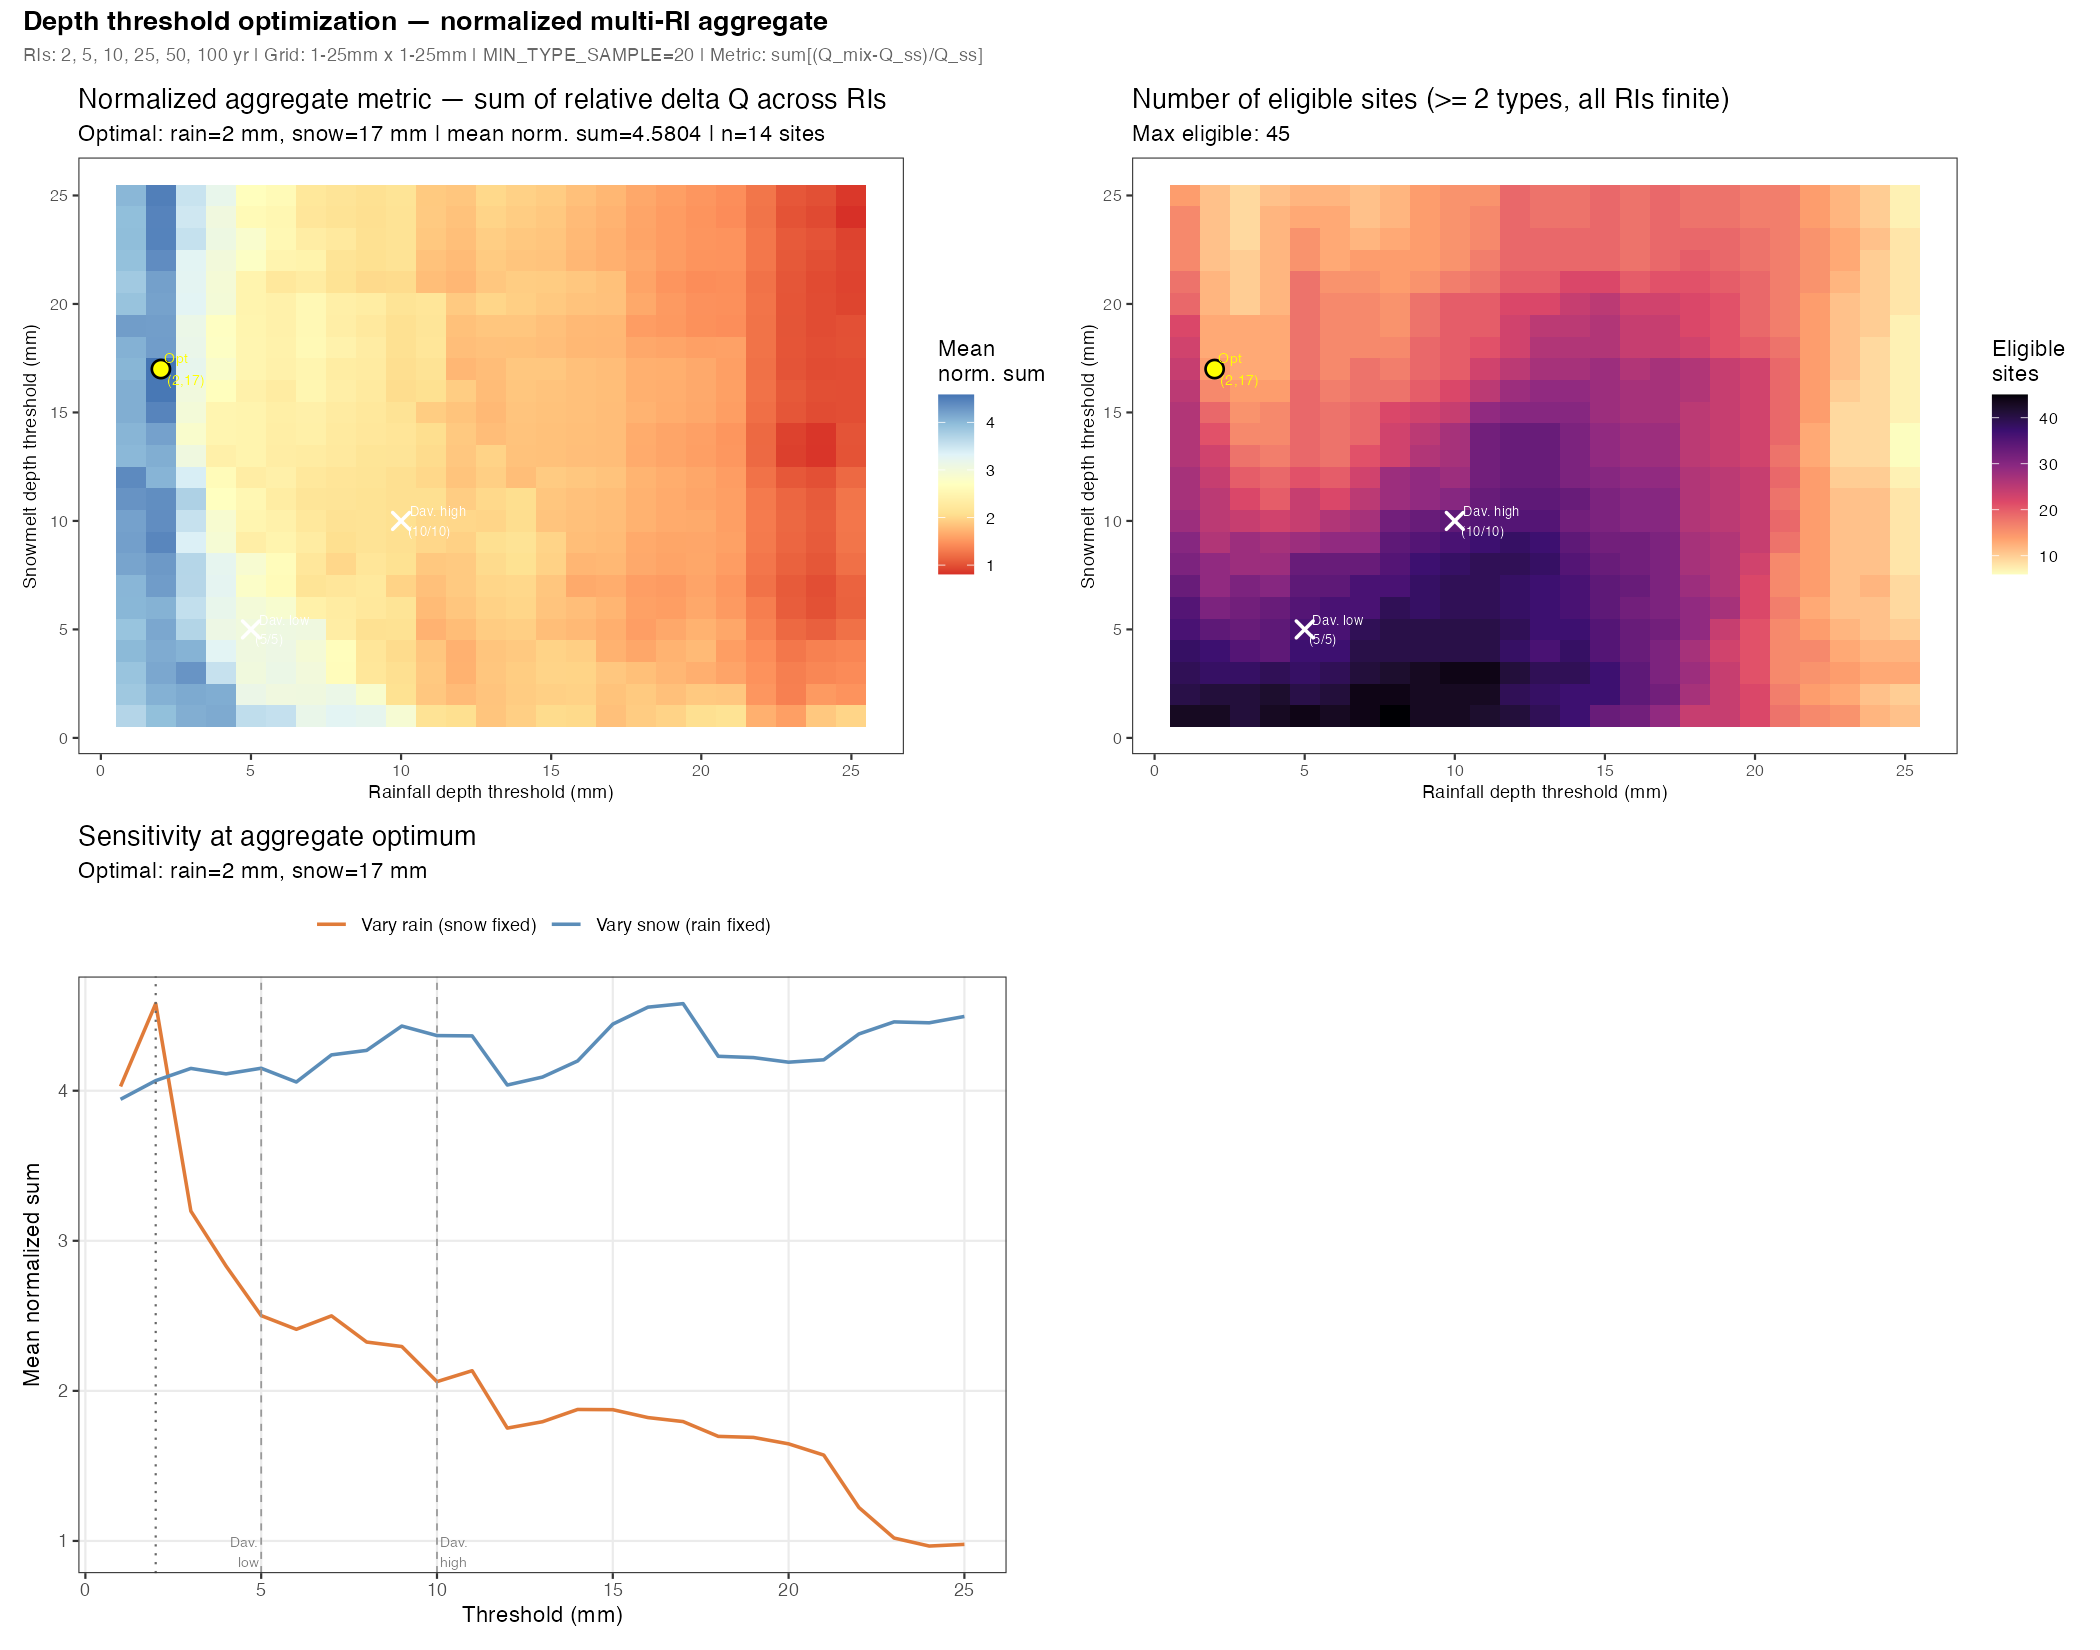 Depth threshold optimization — normalized multi-RI aggregate
RIs: 2, 5, 10, 25, 50, 100 yr | Grid: 1-25mm x 1-25mm | MIN_TYPE_SAMPLE=20 | Metric: sum[(Q_mix-Q_ss)/Q_ss]
Normalized aggregate metric — sum of relative delta Q across RIs
Optimal: rain=2 mm, snow=17 mm | mean norm. sum=4.5804 | n=14 sites
Snowmelt depth threshold (mm)
25
20
15
10
5
0
Opt
(2,17)
Dav. high
(10/10)
Dav. low
(5/5)
0
5
10
15
20
25
Rainfall depth threshold (mm)
Mean
norm. sum
4
3
2
1
Number of eligible sites (>= 2 types, all RIs finite)
Max eligible: 45
Snowmelt depth threshold (mm)
25
20
15
10
5
0
Opt
(2,17)
Dav. high
(10/10)
Dav. low
(5/5)
0
5
10
15
20
25
Rainfall depth threshold (mm)
Eligible
sites
40
30
20
10
Sensitivity at aggregate optimum
Optimal: rain=2 mm, snow=17 mm
Vary rain (snow fixed)
Vary snow (rain fixed)
Mean normalized sum
4
3
2
1
Dav.
low
Dav.
high
0
5
10
15
20
25
Threshold (mm)